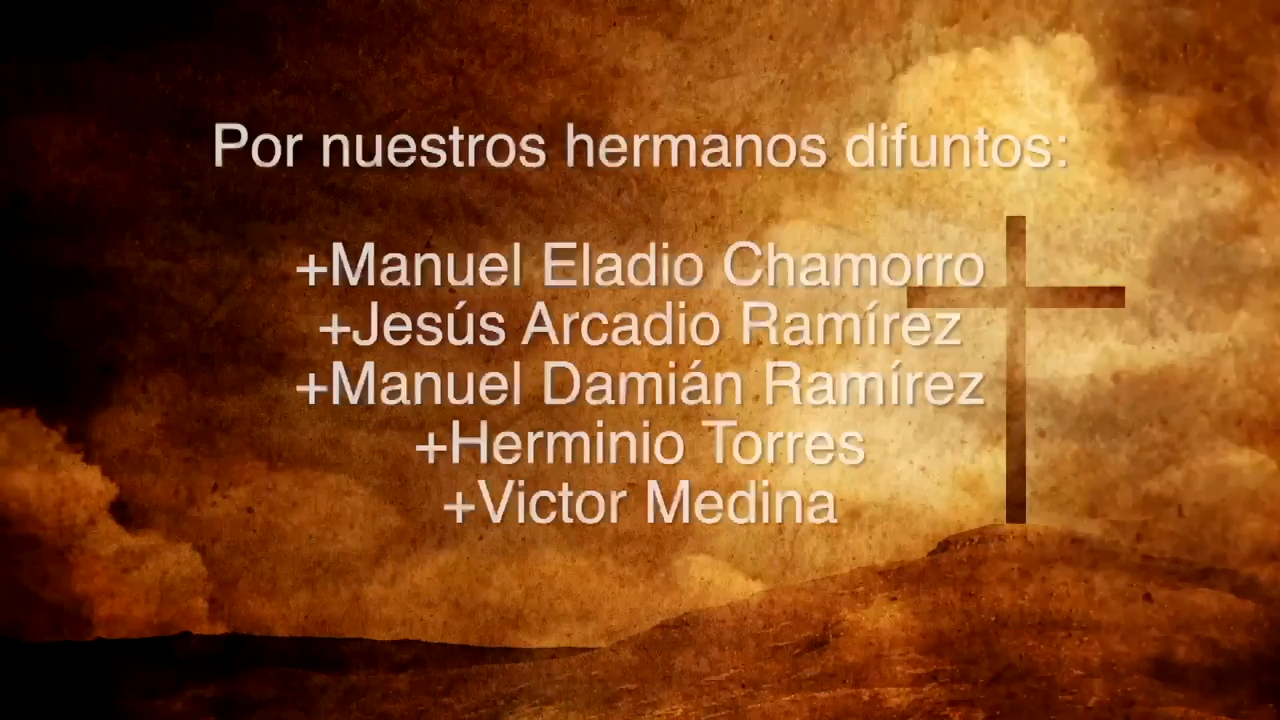 Por nuestros hermanos difuntos:
+Manuel Eladio Chamorro
+Jesús Arcadio Ramírez
+Manuel Damián Ramírez
+Herminio Torres
+Victor Medina